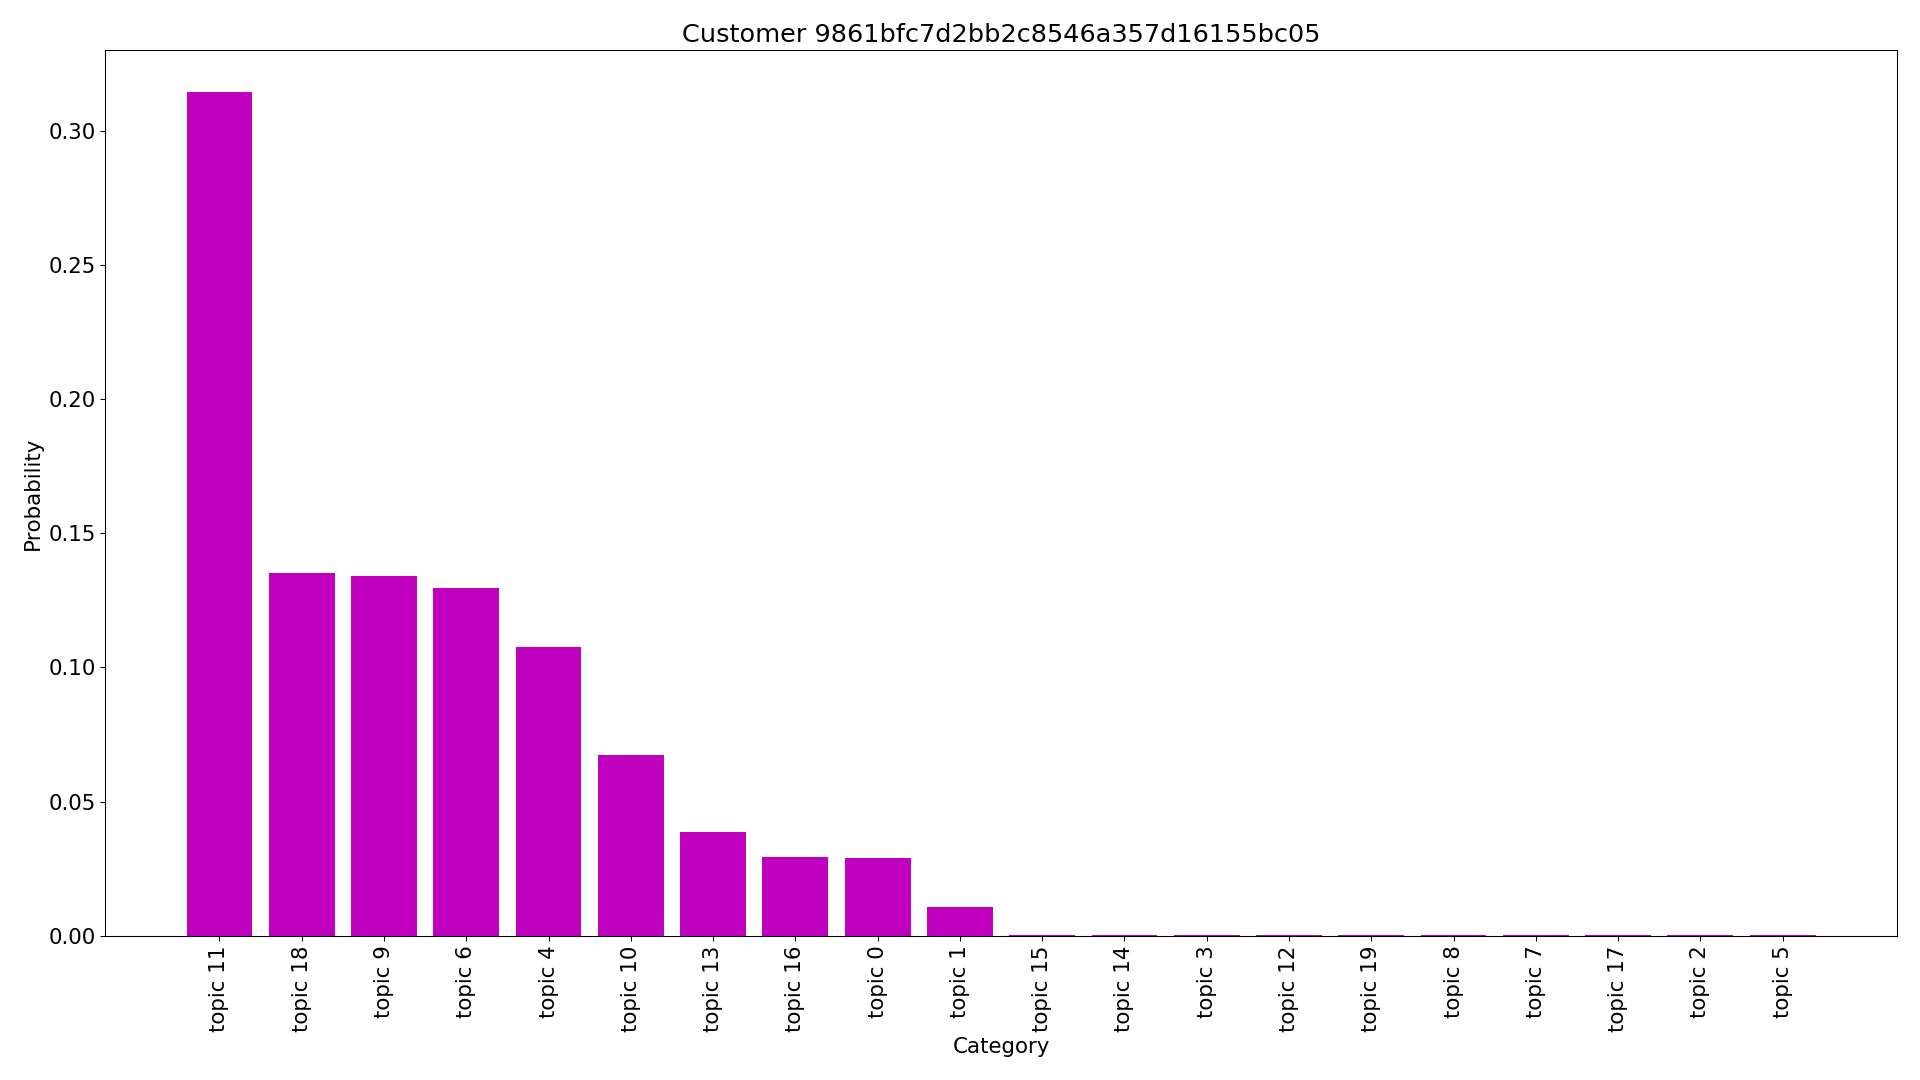 Customer 9861bfc7d2bb2c8546a357d16155bc05
Probability
0.30
0.25
0.20
0.15
0.10
0.05
0.00
topic 11
topic 18
topic 9
topic 6
topic 4
topic 10
topic 13
topic 16
topic 0
topic 1
topic 15
topic 14
topic 3
topic 12
topic 19
topic 8
topic 7
topic 17
topic 2
topic 5
Category